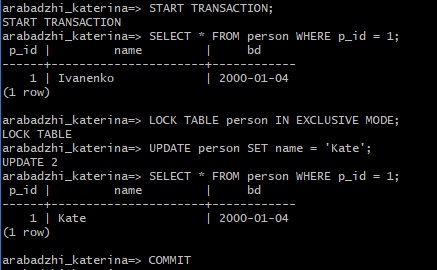 arabadzhi_katerina=> START TRANSACTION;
START TRANSACTION
arabadzhi_katerina=> SELECT * FROM person WHERE p_id = 1;
 p_id |         name         |     bd
------+----------------------+------------
    1 | Ivanenko             | 2000-01-04
(1 row)

arabadzhi_katerina=> LOCK TABLE person IN EXCLUSIVE MODE;
LOCK TABLE
arabadzhi_katerina=> UPDATE person SET name = 'Kate';
UPDATE 2
arabadzhi_katerina=> SELECT * FROM person WHERE p_id = 1;
 p_id |         name         |     bd
------+----------------------+------------
    1 | Kate                 | 2000-01-04
(1 row)

arabadzhi_katerina=> COMMIT